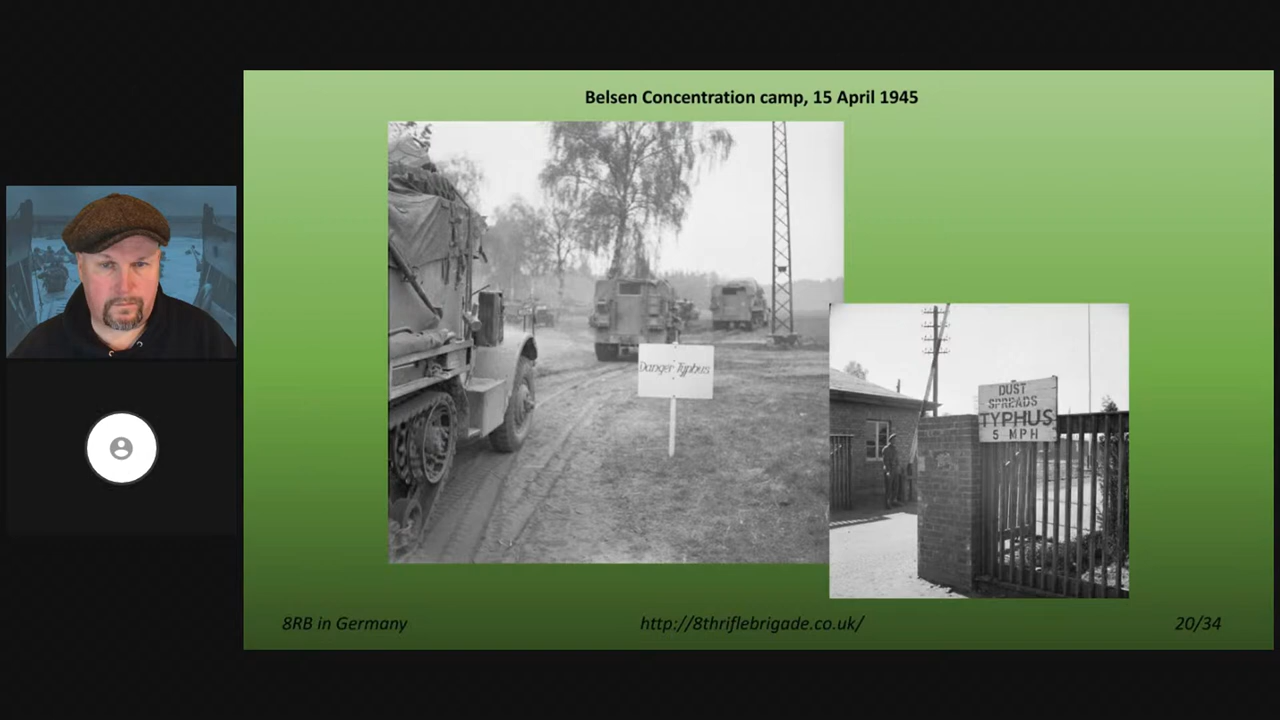 Belsen Concentration camp, 15 April 1945
Danger Typhus
DUST
SPREADS
TYPHUS
5 MPH
8RB in Germany
http://8thriflebrigade.co.uk/
20/34